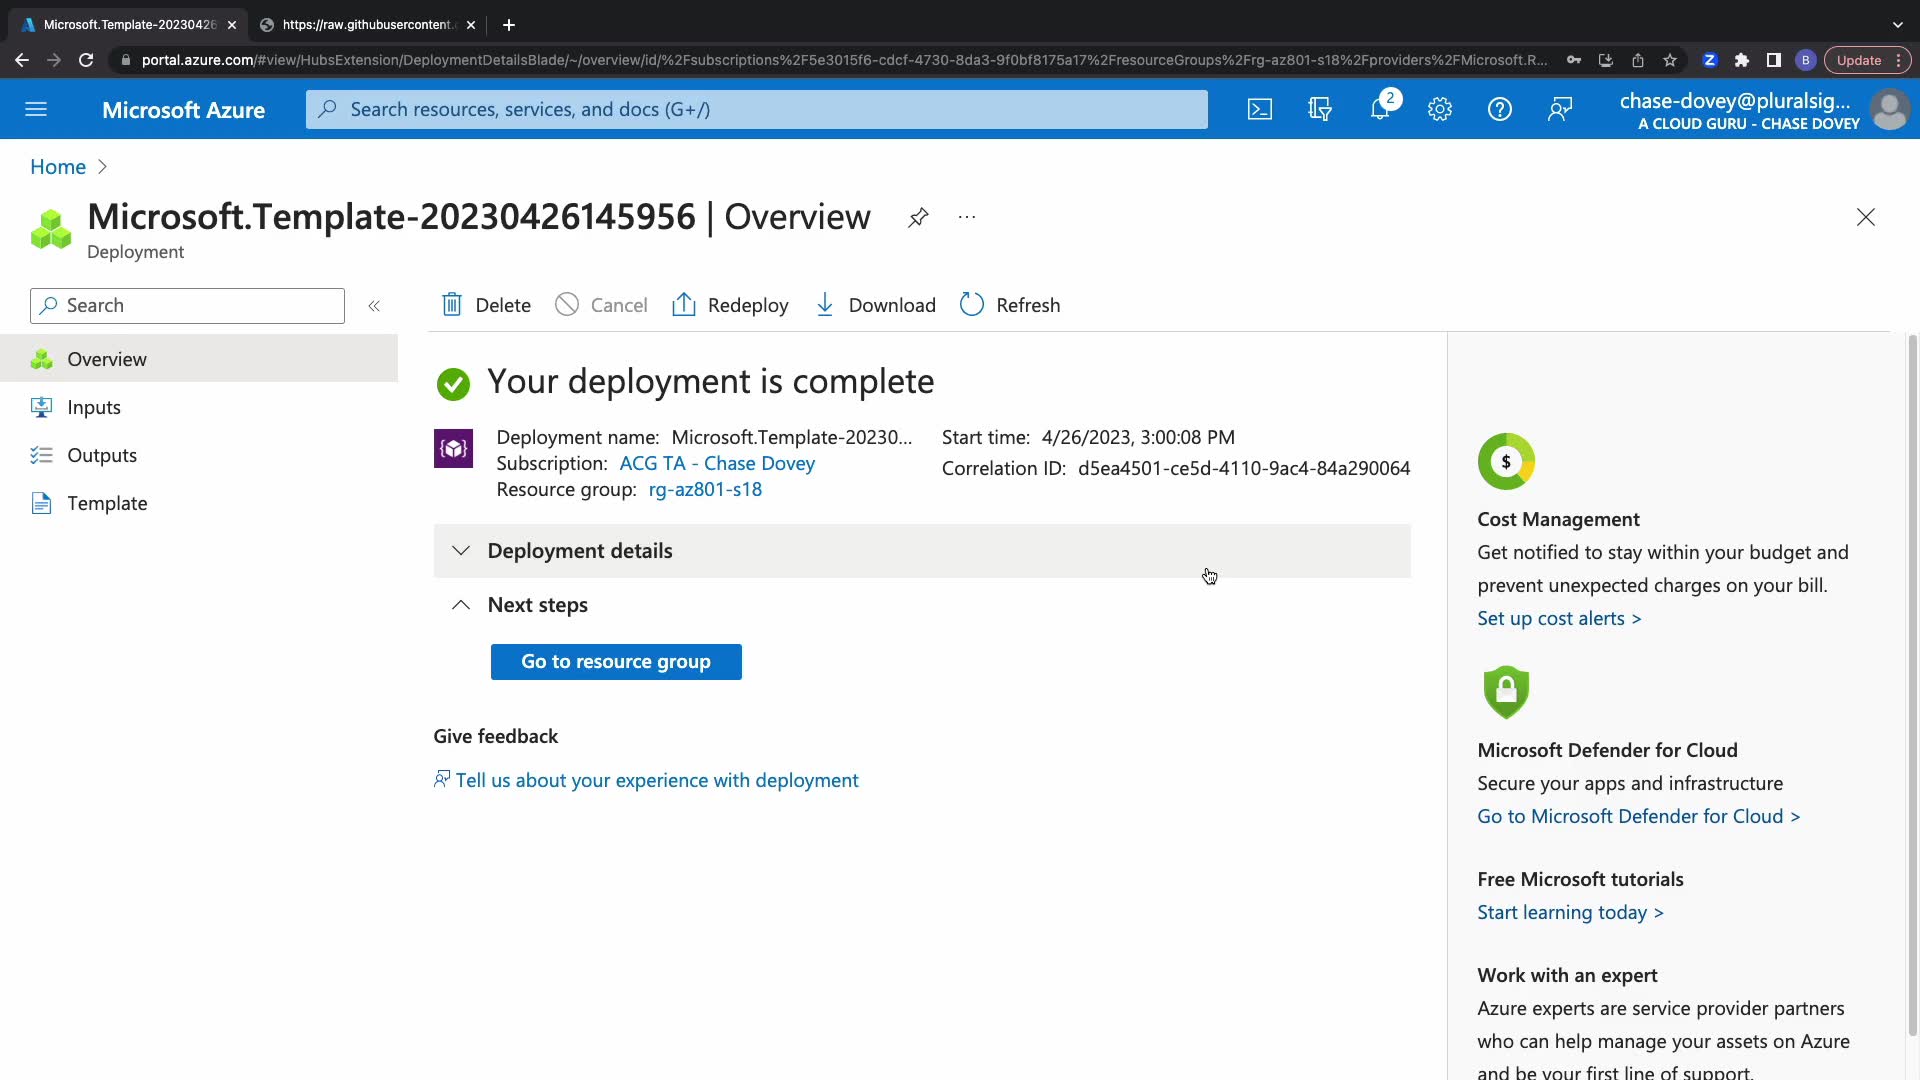 Microsoft.Template-20230426
https://raw.githubusercontent.
portal.azure.com/#view/HubsExtension/DeploymentDetailsBlade/~/overview/id/%2Fsubscriptions%2F5e3015f6-cdcf-4730-8da3-9f0bf8175a17%2FresourceGroups%2Frg-az801-s18%2Fproviders%2FMicrosoft.R...
Z
B
Update
Microsoft Azure
Search resources, services, and docs (G+/)
2
chase-dovey@pluralsig...
A CLOUD GURU - CHASE DOVEY
Home >
Microsoft.Template-20230426145956 | Overview
...
Deployment
Search
«
Delete
Cancel
Redeploy
Download
Refresh
Overview
Inputs
Outputs
Template
Your deployment is complete
Deployment name: Microsoft.Template-20230...
Subscription: ACG TA - Chase Dovey
Resource group: rg-az801-s18
Start time: 4/26/2023, 3:00:08 PM
Correlation ID: d5ea4501-ce5d-4110-9ac4-84a290064
Deployment details
Next steps
Go to resource group
Give feedback
Tell us about your experience with deployment
$
Cost Management
Get notified to stay within your budget and
prevent unexpected charges on your bill.
Set up cost alerts >
Microsoft Defender for Cloud
Secure your apps and infrastructure
Go to Microsoft Defender for Cloud >
Free Microsoft tutorials
Start learning today >
Work with an expert
Azure experts are service provider partners
who can help manage your assets on Azure
and be your first line of support.